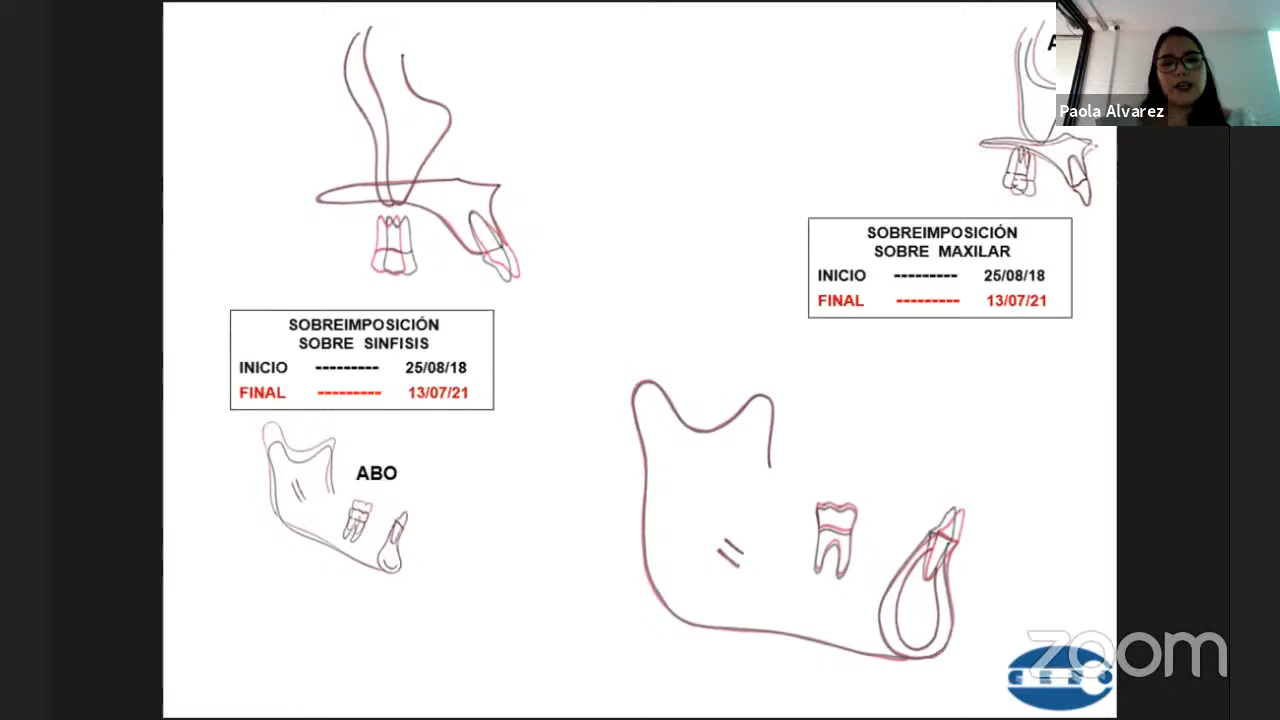 Paola Alvarez
SOBREIMPOSICIÓN
SOBRE MAXILAR
INICIO --------- 25/08/18
FINAL --------- 13/07/21
SOBREIMPOSICIÓN
SOBRE SINFISIS
INICIO --------- 25/08/18
FINAL --------- 13/07/21
ABO
zoom